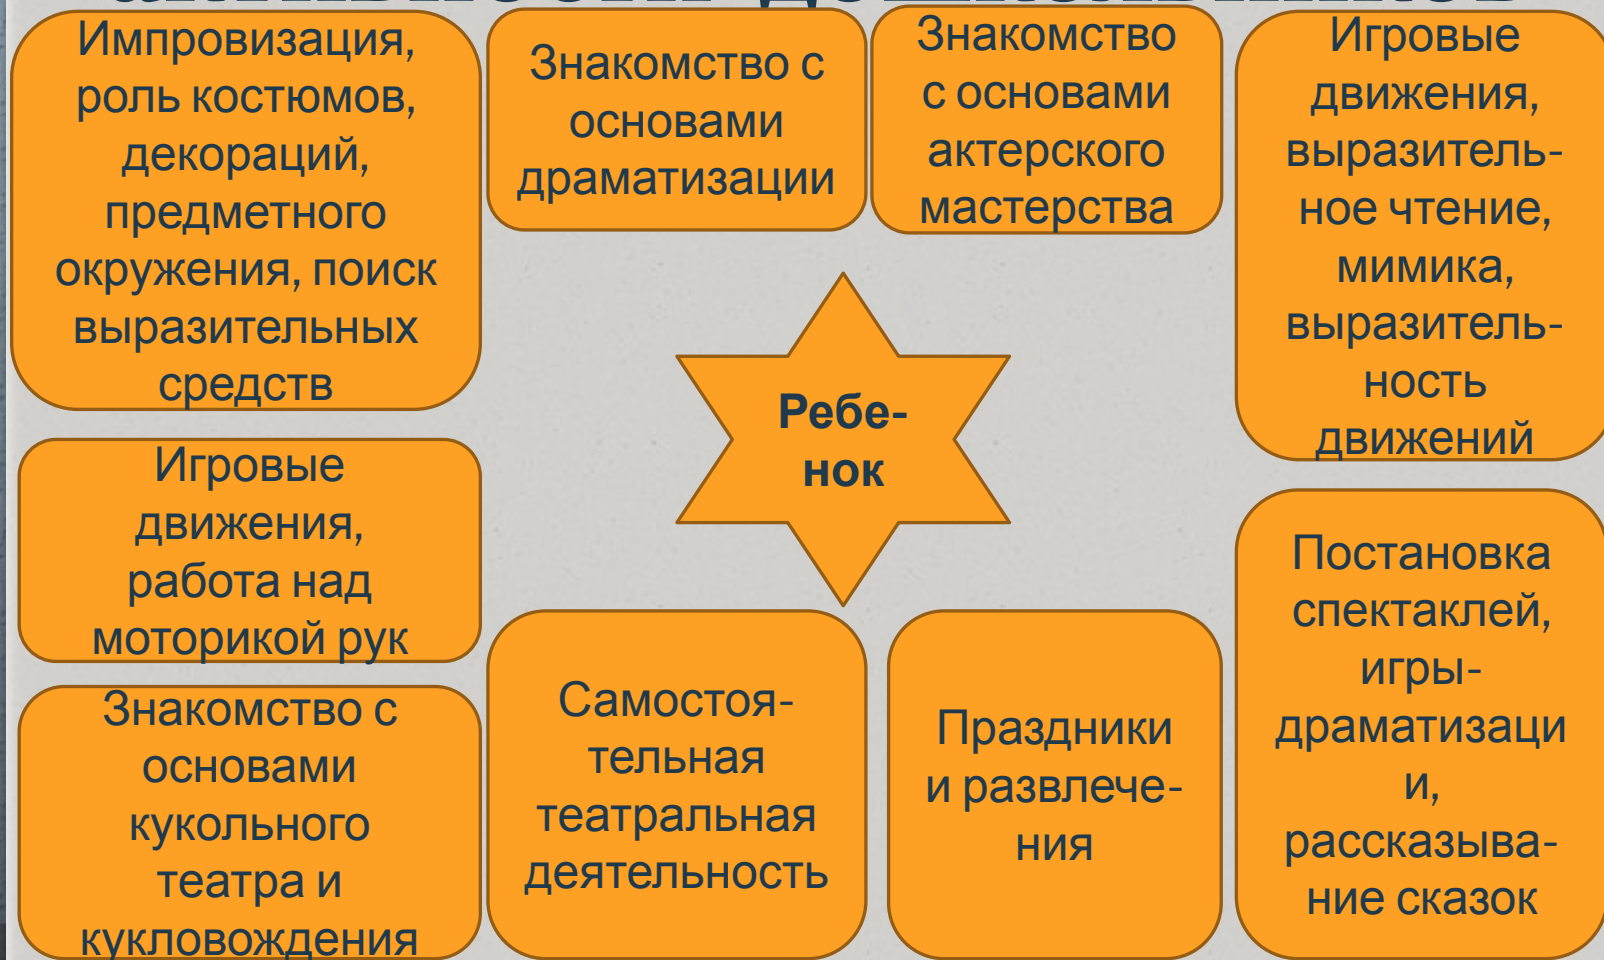 Импровизация,
роль костюмов,
декораций,
предметного
окружения, поиск
выразительных
средств
Знакомство с
основами
драматизации
Знакомство
с основами
актерского
мастерства
Игровые
движения,
выразитель-
ное чтение,
мимика,
выразитель-
ность
движений
Ребе-
нок
Игровые
движения,
работа над
моторикой рук
Знакомство с
основами
кукольного
театра и
кукловождения
Самостоя-
тельная
театральная
деятельность
Праздники
и развлече-
ния
Постановка
спектаклей,
игры-
драматизаци
и,
рассказыва-
ние сказок